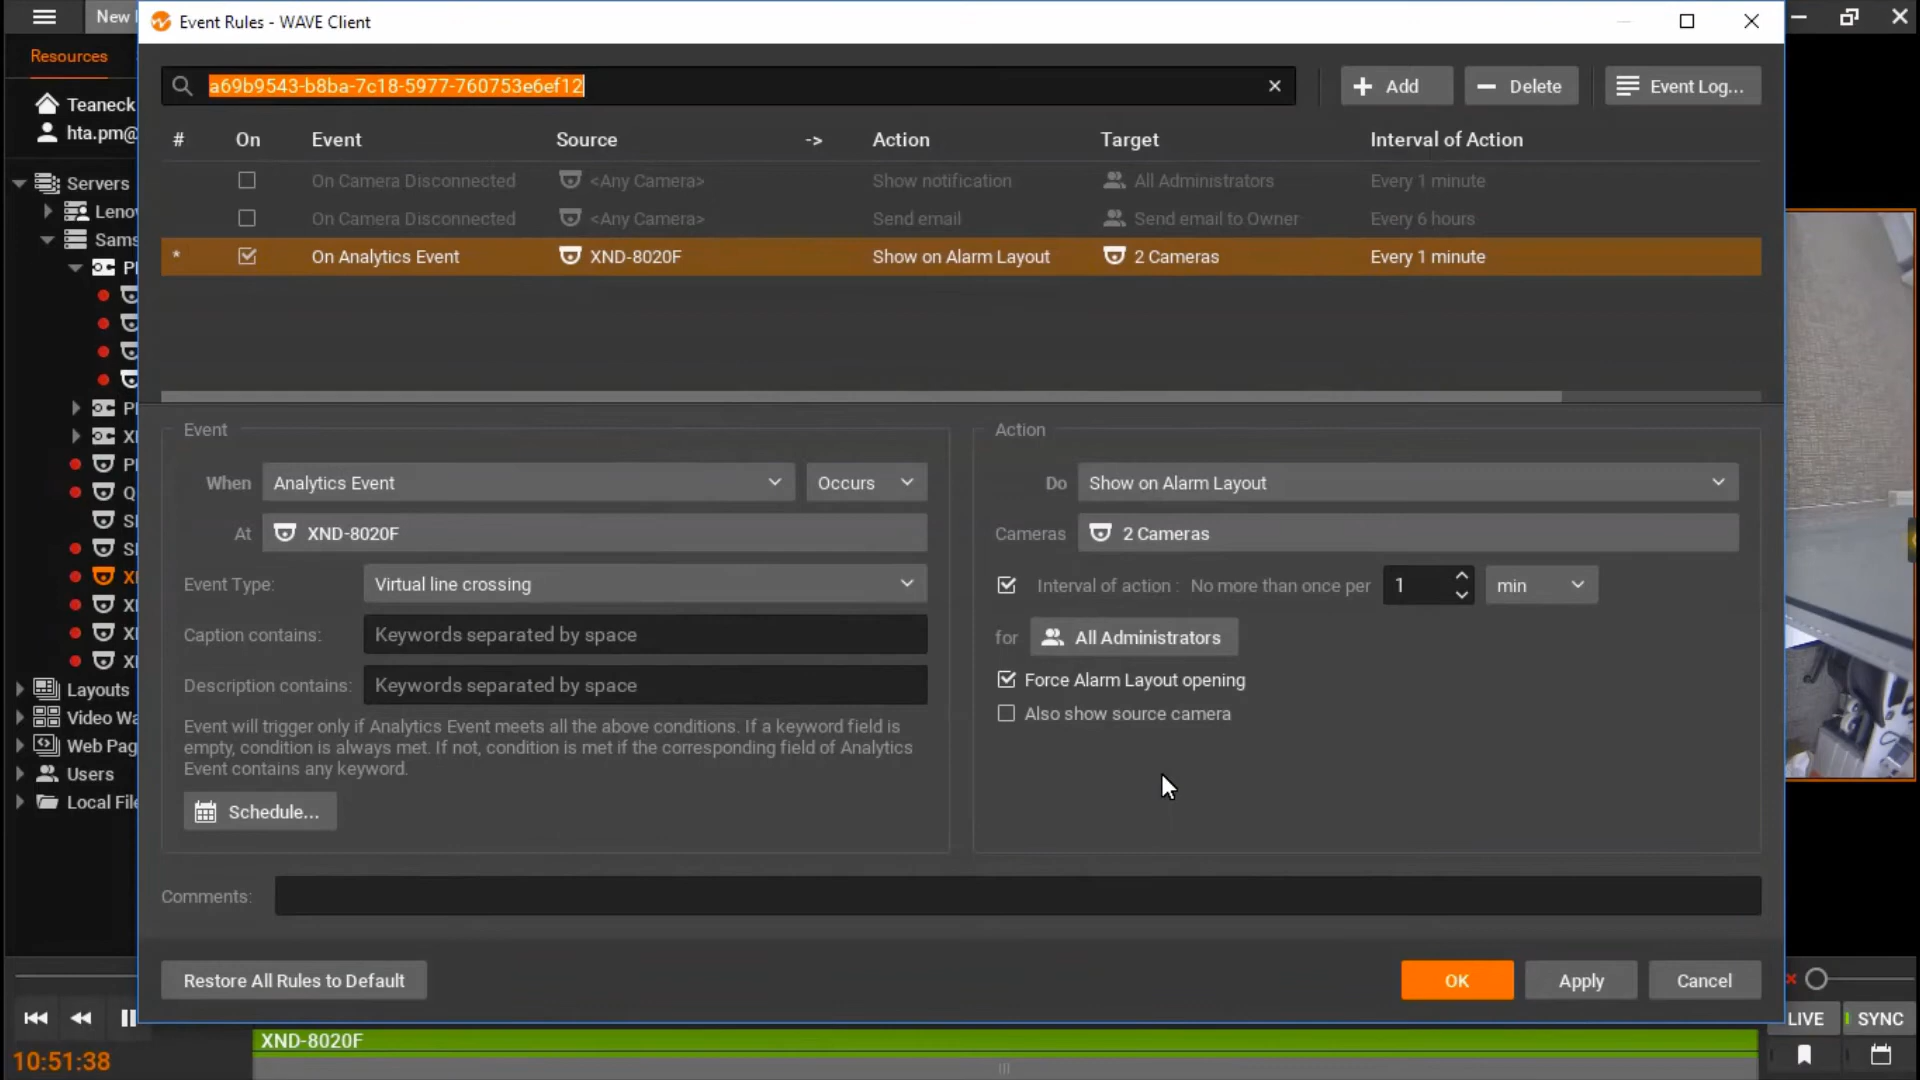 New
Event Rules - WAVE Client
Resources
a69b9543-b8ba-7c18-5977-760753e6ef12
Add
Delete
Event Log...
Teaneck
hta.pm@
# On Event Source -> Action Target Interval of Action
On Camera Disconnected <Any Camera> Show notification All Administrators Every 1 minute
On Camera Disconnected <Any Camera> Send email Send email to Owner Every 6 hours
* On Analytics Event XND-8020F Show on Alarm Layout 2 Cameras Every 1 minute
Servers
Leno
Sams
Layouts
Video Wa
Web Pag
Users
Local File
Event
When Analytics Event Occurs
At XND-8020F
Event Type: Virtual line crossing
Caption contains: Keywords separated by space
Description contains: Keywords separated by space
Event will trigger only if Analytics Event meets all the above conditions. If a keyword field is
empty, condition is always met. If not, condition is met if the corresponding field of Analytics
Event contains any keyword.
Schedule...
Action
Do Show on Alarm Layout
Cameras 2 Cameras
Interval of action : No more than once per 1 min
for All Administrators
Force Alarm Layout opening
Also show source camera
Comments:
Restore All Rules to Default
OK
Apply
Cancel
LIVE
SYNC
XND-8020F
10:51:38